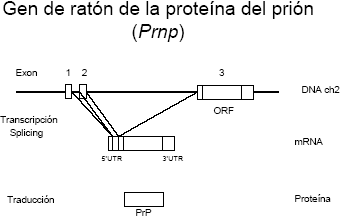 Gen de ratón de la proteína del prión
(Prnp)
Exon 1 2 3
DNA ch2
ORF
Transcripción
Splicing
mRNA
5'UTR 3'UTR
Traducción
Proteína
PrP